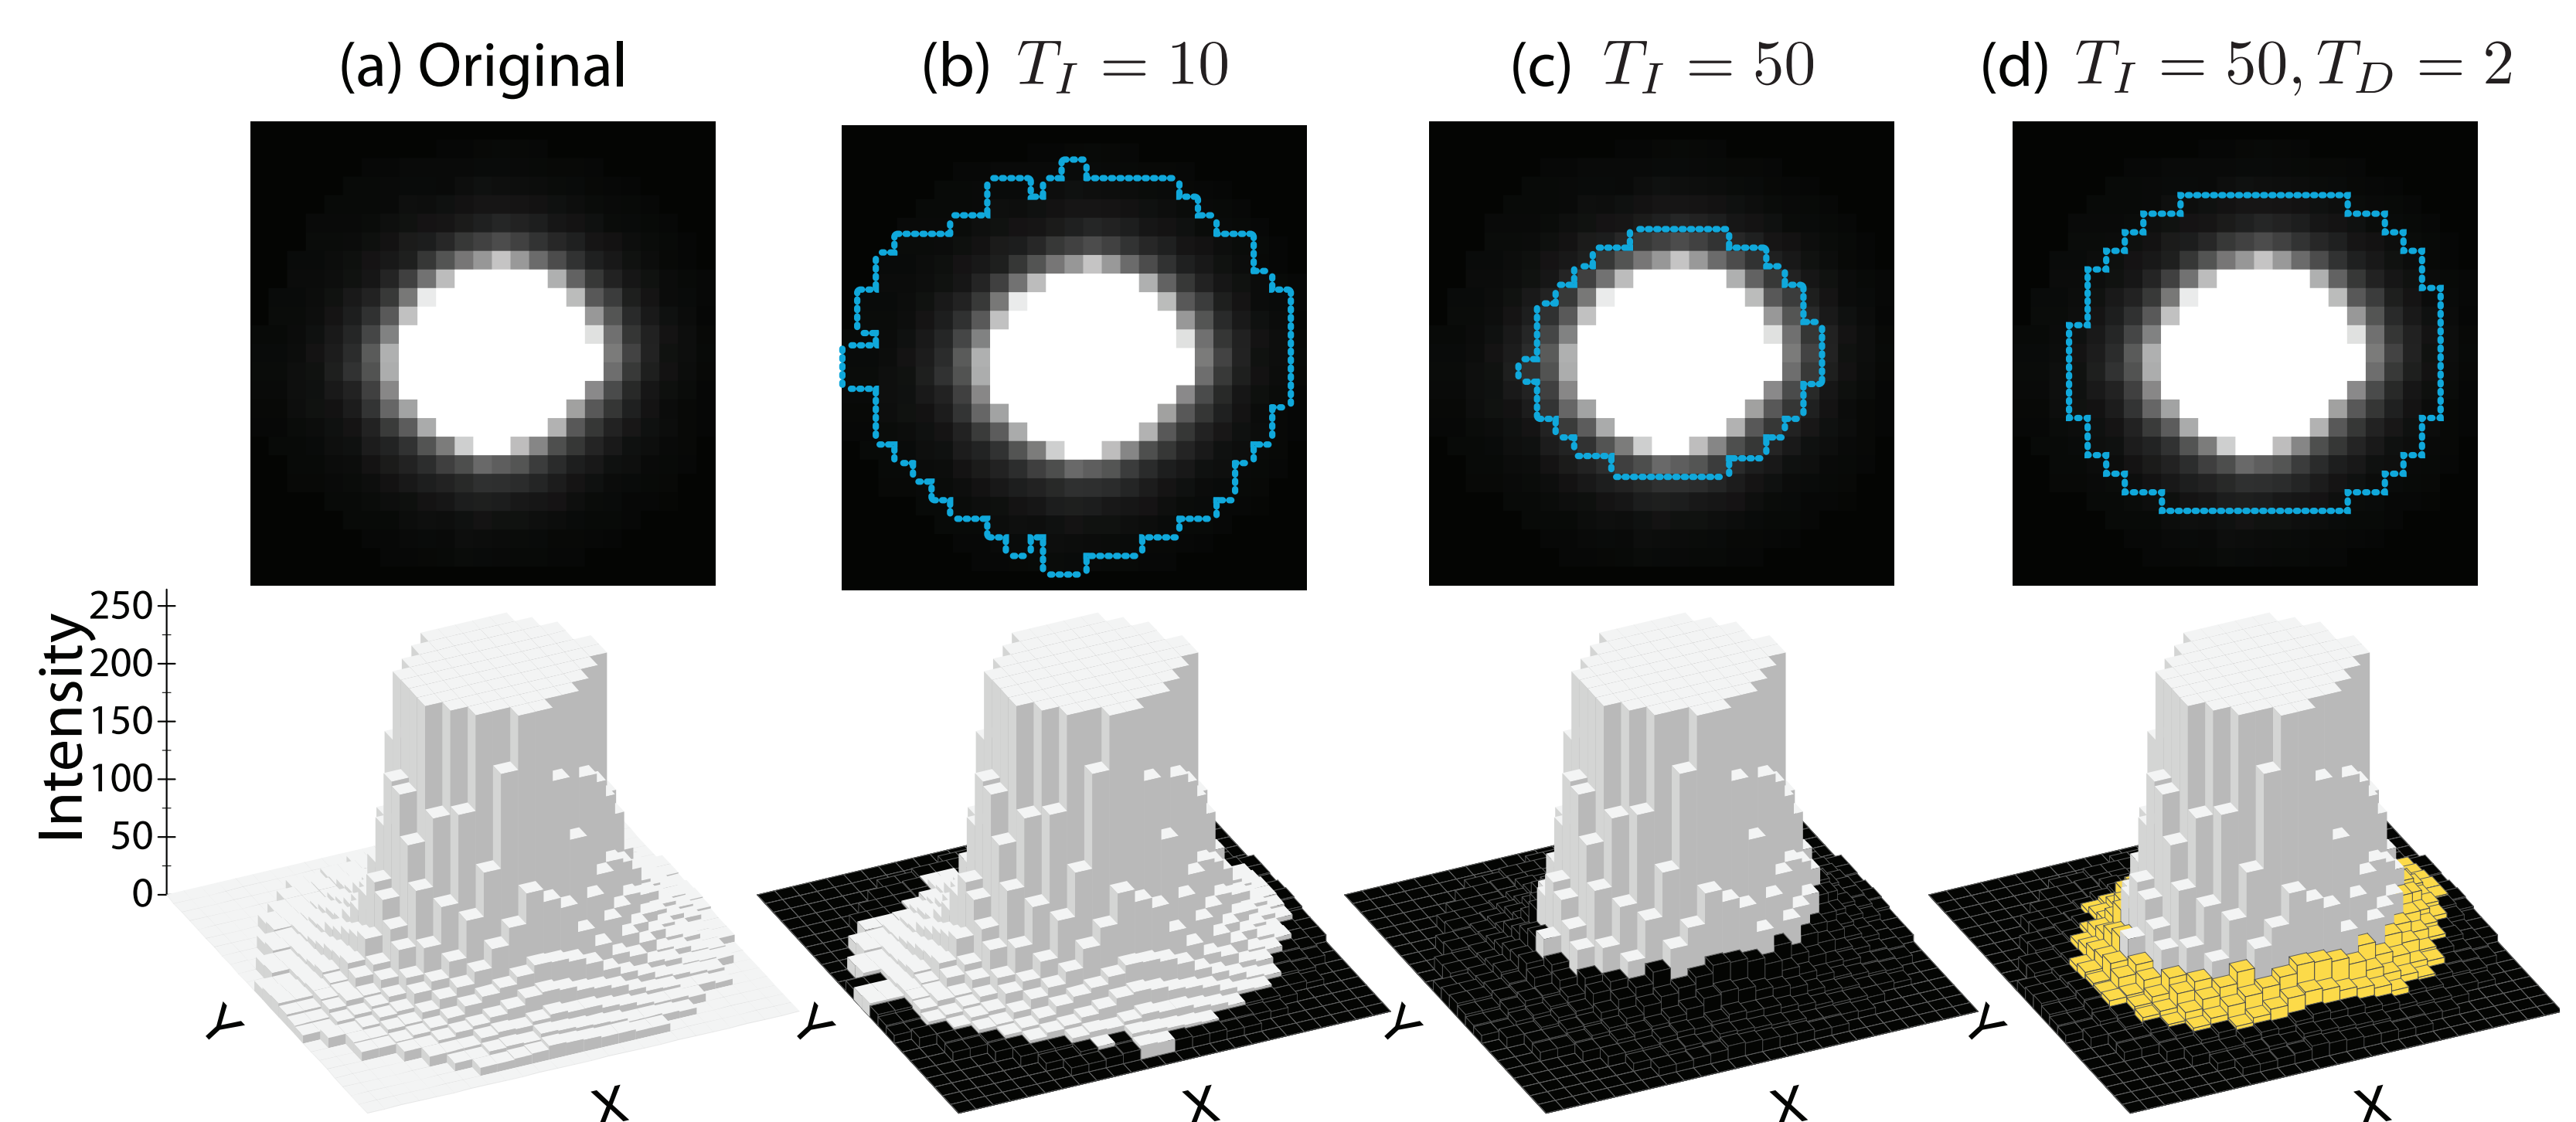 (a) Original
(b) T_I = 10
(c) T_I = 50
(d) T_I = 50, T_D = 2
Intensity
250
200
150
100
50
0
Y
X
Y
X
Y
X
Y
X